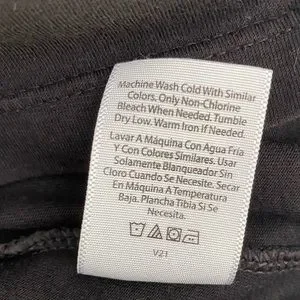 Machine Wash Cold With Similar
Colors. Only Non-Chlorine
Bleach When Needed. Tumble
Dry Low. Warm Iron If Needed.
Lavar A Máquina Con Agua Fría
Y Con Colores Similares. Usar
Solamente Blanqueador Sin
Cloro Cuando Se Necesite. Secar
En Máquina A Temperatura
Baja. Plancha Tibia Si Se
Necesite.
V21